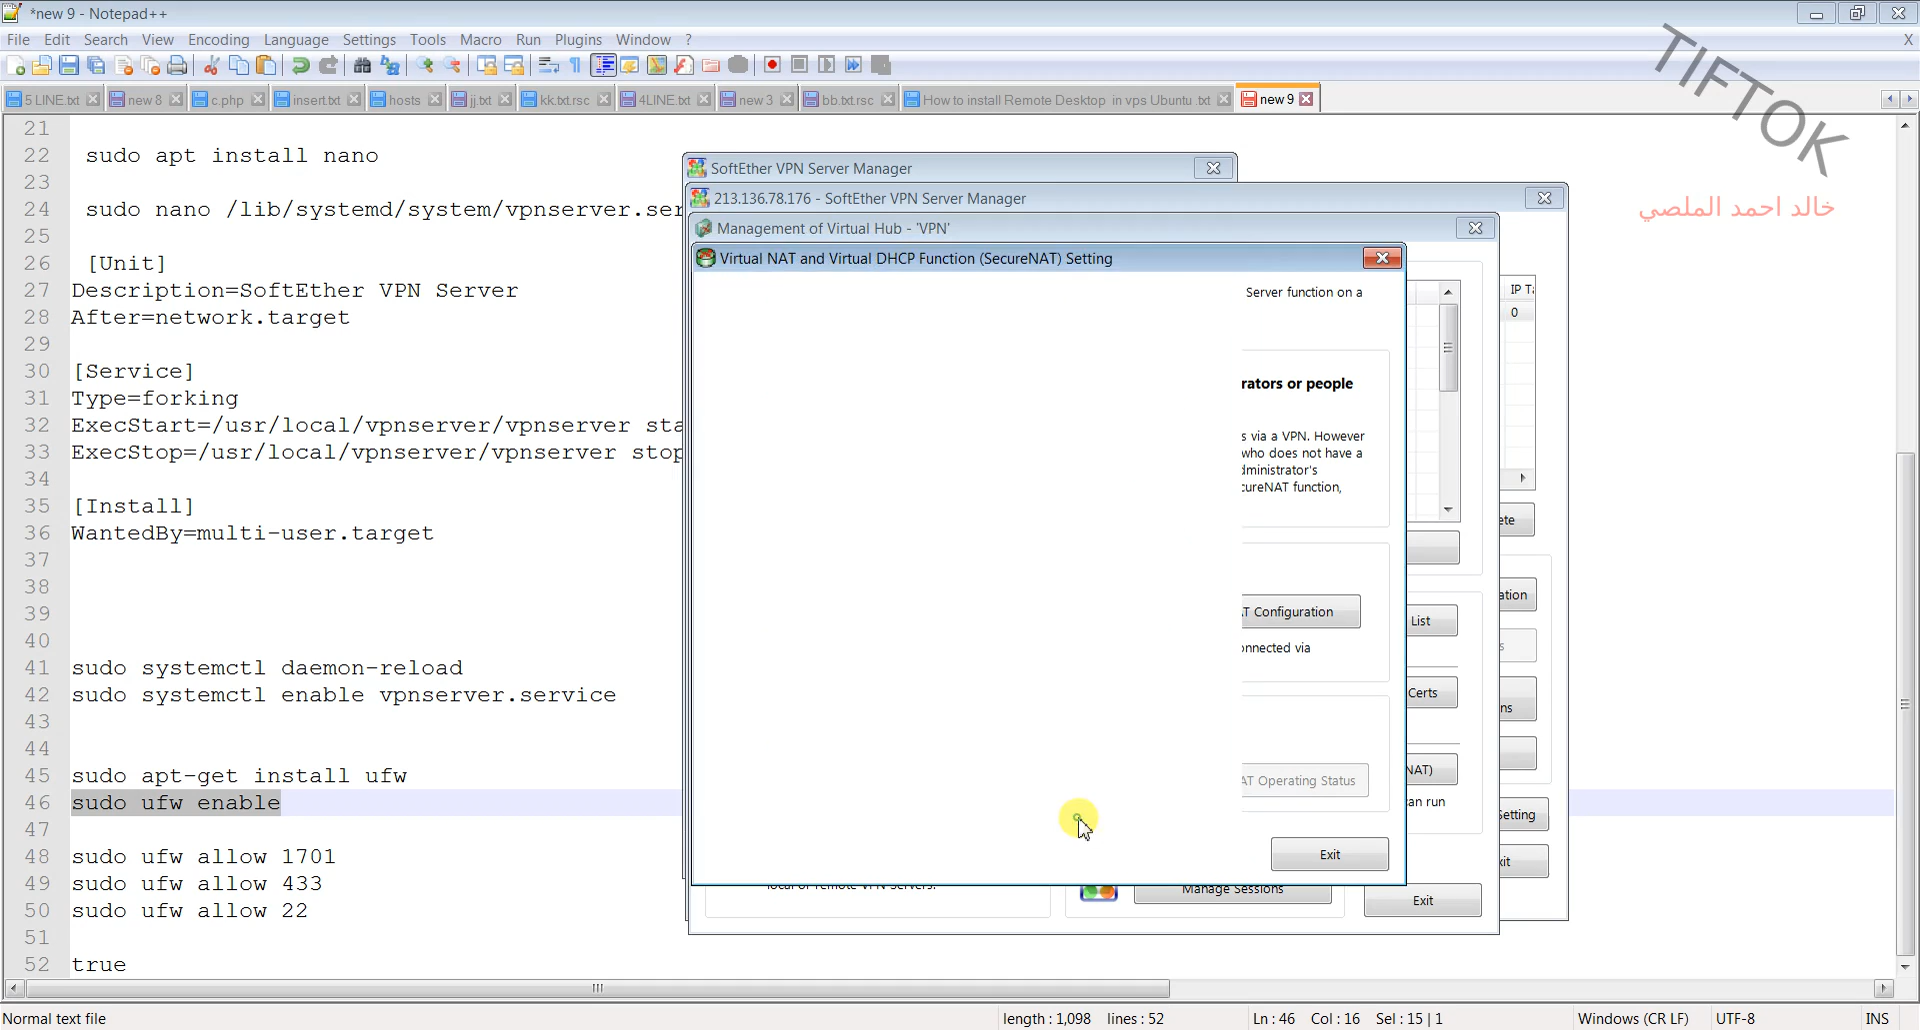 *new 9 - Notepad++
File Edit Search View Encoding Language Settings Tools Macro Run Plugins Window ?
X
5 LINE.txt new 8 c.php insert.txt hosts jj.txt kk.txt.rsc 4LINE.txt new 3 bb.txt.rsc How to install Remote Desktop in vps Ubuntu .txt new 9
TIFTOK
خالد احمد الملصي
21
22 sudo apt install nano
23
24 sudo nano /lib/systemd/system/vpnserver.ser
25
26 [Unit]
27 Description=SoftEther VPN Server
28 After=network.target
29
30 [Service]
31 Type=forking
32 ExecStart=/usr/local/vpnserver/vpnserver sta
33 ExecStop=/usr/local/vpnserver/vpnserver stop
34
35 [Install]
36 WantedBy=multi-user.target
37
38
39
40
41 sudo systemctl daemon-reload
42 sudo systemctl enable vpnserver.service
43
44
45 sudo apt-get install ufw
46 sudo ufw enable
47
48 sudo ufw allow 1701
49 sudo ufw allow 433
50 sudo ufw allow 22
51
52 true
SoftEther VPN Server Manager
213.136.78.176 - SoftEther VPN Server Manager
Management of Virtual Hub - 'VPN'
Virtual NAT and Virtual DHCP Function (SecureNAT) Setting
Server function on a
rators or people
s via a VPN. However
who does not have a
dministrator's
cureNAT function,
T Configuration
onnected via
AT Operating Status
Exit
List
Certs
NAT)
an run
local or remote VPN servers.
Manage Sessions
Exit
IP Ta
0
ete
ation
s
ns
Setting
xit
Normal text file
length : 1,098 lines : 52
Ln : 46 Col : 16 Sel : 15 | 1
Windows (CR LF)
UTF-8
INS